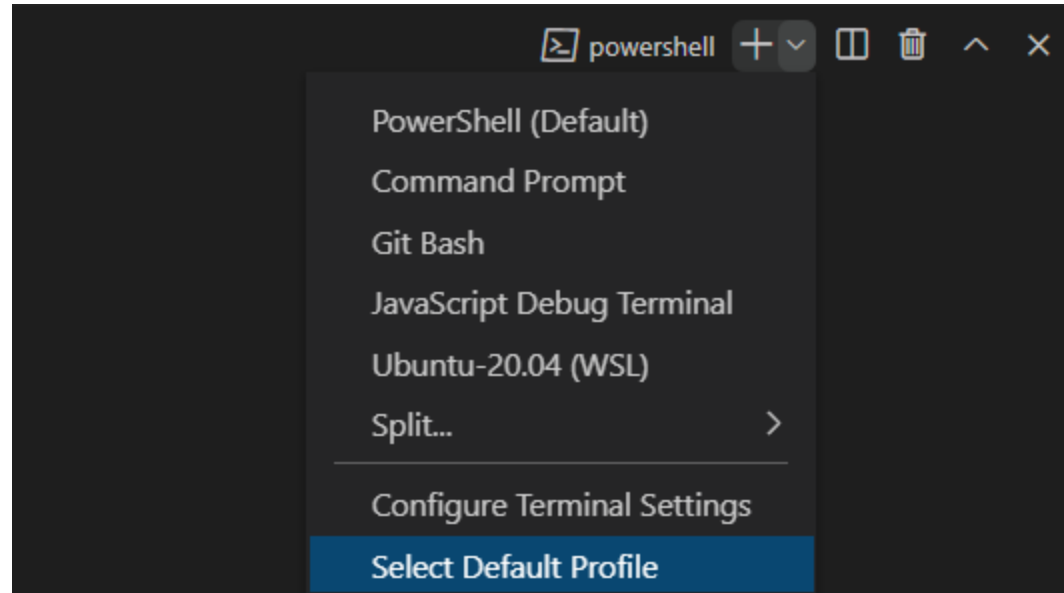 powershell
PowerShell (Default)
Command Prompt
Git Bash
JavaScript Debug Terminal
Ubuntu-20.04 (WSL)
Split...
Configure Terminal Settings
Select Default Profile